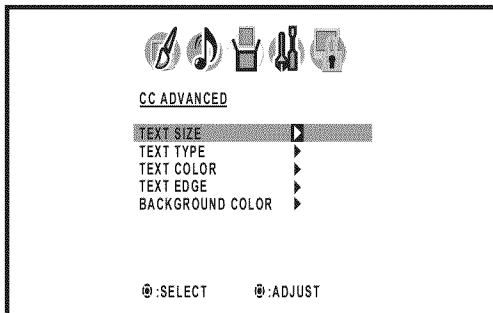 CC ADVANCED
TEXT SIZE
TEXT TYPE
TEXT COLOR
TEXT EDGE
BACKGROUND COLOR
:SELECT :ADJUST